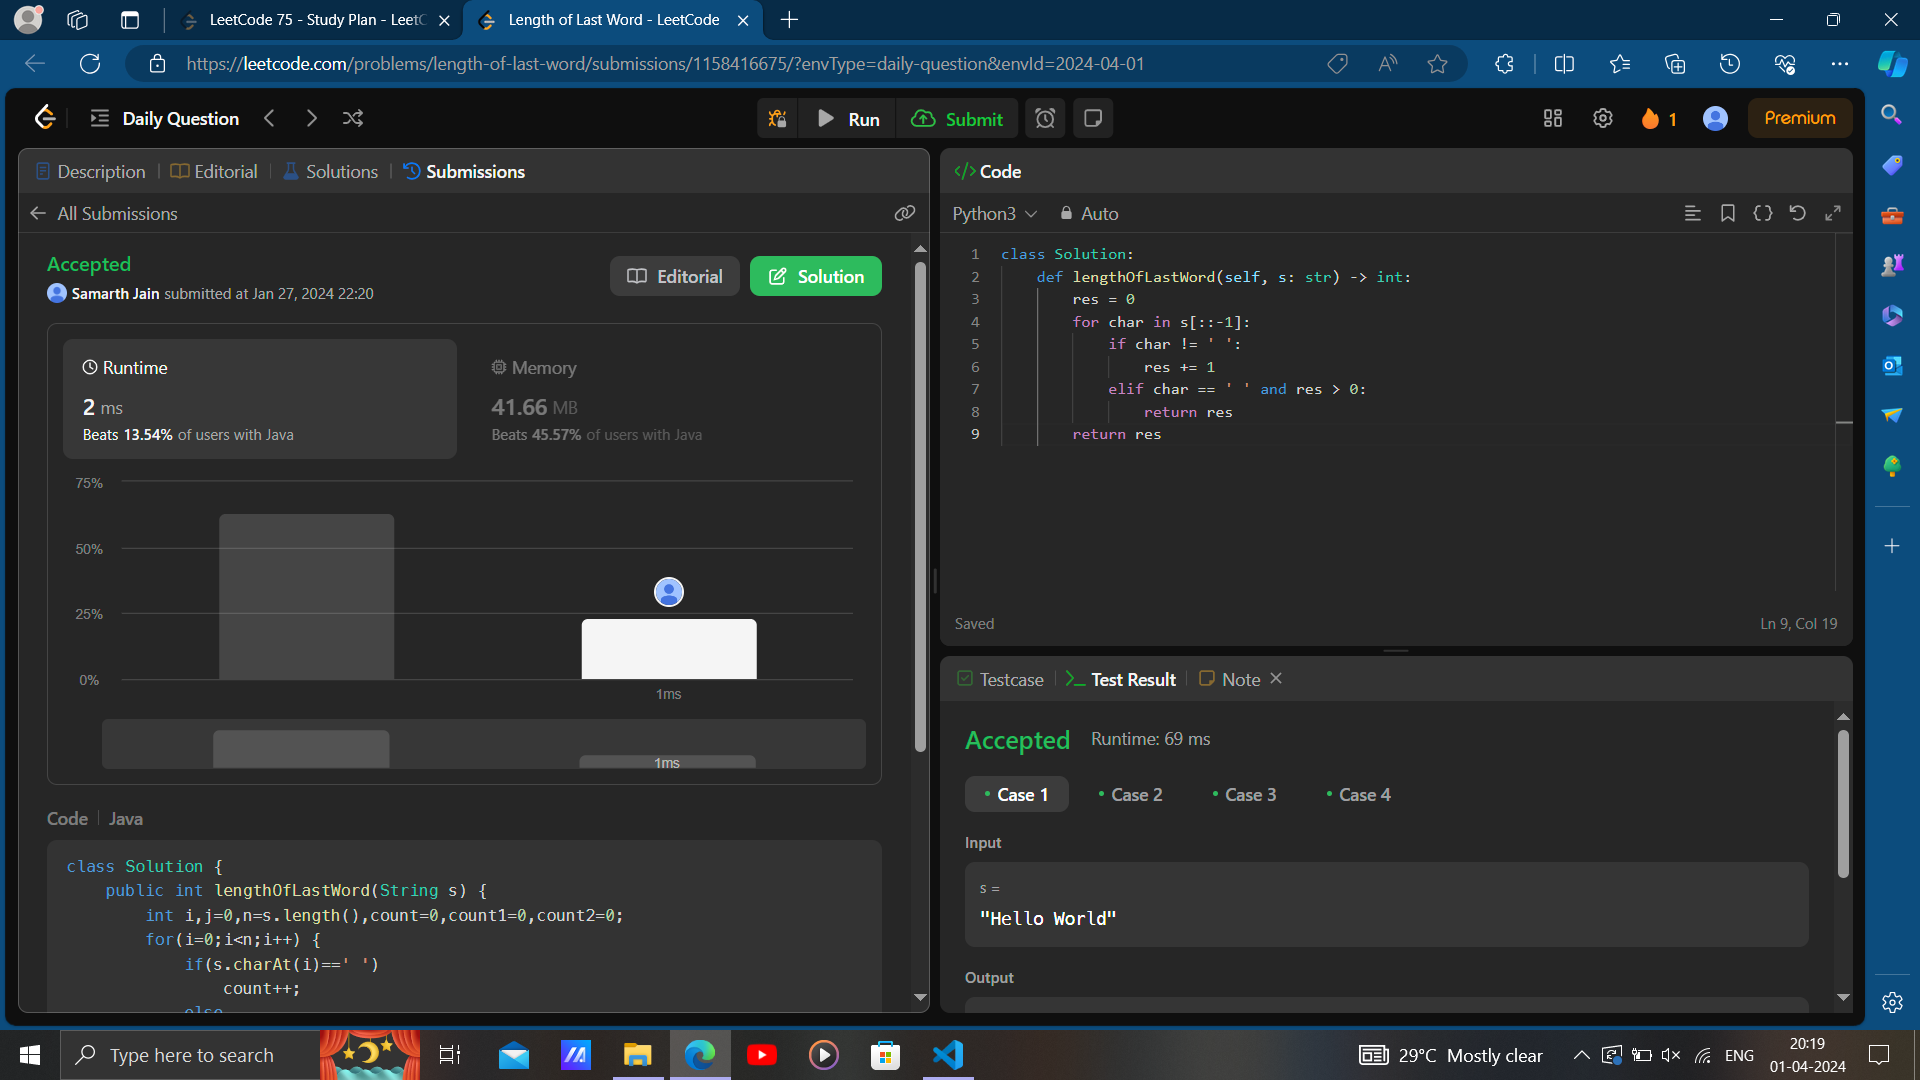 LeetCode 75 - Study Plan - LeetC
Length of Last Word - LeetCode
https://leetcode.com/problems/length-of-last-word/submissions/1158416675/?envType=daily-question&envId=2024-04-01
Daily Question
Run
Submit
1
Premium
Description
Editorial
Solutions
Submissions
All Submissions
Accepted
Samarth Jain submitted at Jan 27, 2024 22:20
Editorial
Solution
Runtime
2 ms
Beats 13.54% of users with Java
Memory
41.66 MB
Beats 45.57% of users with Java
75%
50%
25%
0%
1ms
1ms
Code
Java
class Solution {
public int lengthOfLastWord(String s) {
int i,j=0,n=s.length(),count=0,count1=0,count2=0;
for(i=0;i<n;i++) {
if(s.charAt(i)==' ')
count++;
else
Code
Python3
Auto
1 class Solution:
2 def lengthOfLastWord(self, s: str) -> int:
3 res = 0
4 for char in s[::-1]:
5 if char != ' ':
6 res += 1
7 elif char == ' ' and res > 0:
8 return res
9 return res
Saved
Ln 9, Col 19
Testcase
Test Result
Note
Accepted
Runtime: 69 ms
Case 1
Case 2
Case 3
Case 4
Input
s =
"Hello World"
Output
Type here to search
29°C Mostly clear
ENG
20:19
01-04-2024